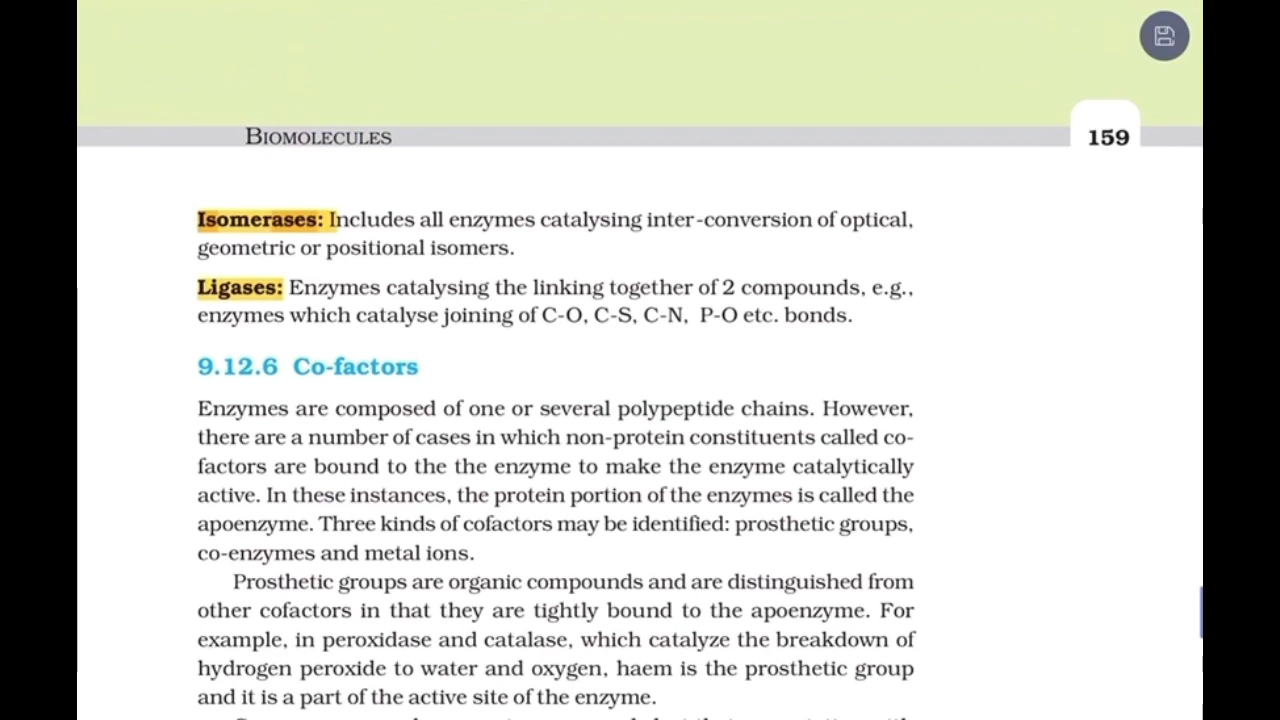 BIOMOLECULES
159
Isomerases: Includes all enzymes catalysing inter-conversion of optical,
geometric or positional isomers.
Ligases: Enzymes catalysing the linking together of 2 compounds, e.g.,
enzymes which catalyse joining of C-O, C-S, C-N, P-O etc. bonds.
9.12.6 Co-factors
Enzymes are composed of one or several polypeptide chains. However,
there are a number of cases in which non-protein constituents called co-
factors are bound to the the enzyme to make the enzyme catalytically
active. In these instances, the protein portion of the enzymes is called the
apoenzyme. Three kinds of cofactors may be identified: prosthetic groups,
co-enzymes and metal ions.
Prosthetic groups are organic compounds and are distinguished from
other cofactors in that they are tightly bound to the apoenzyme. For
example, in peroxidase and catalase, which catalyze the breakdown of
hydrogen peroxide to water and oxygen, haem is the prosthetic group
and it is a part of the active site of the enzyme.